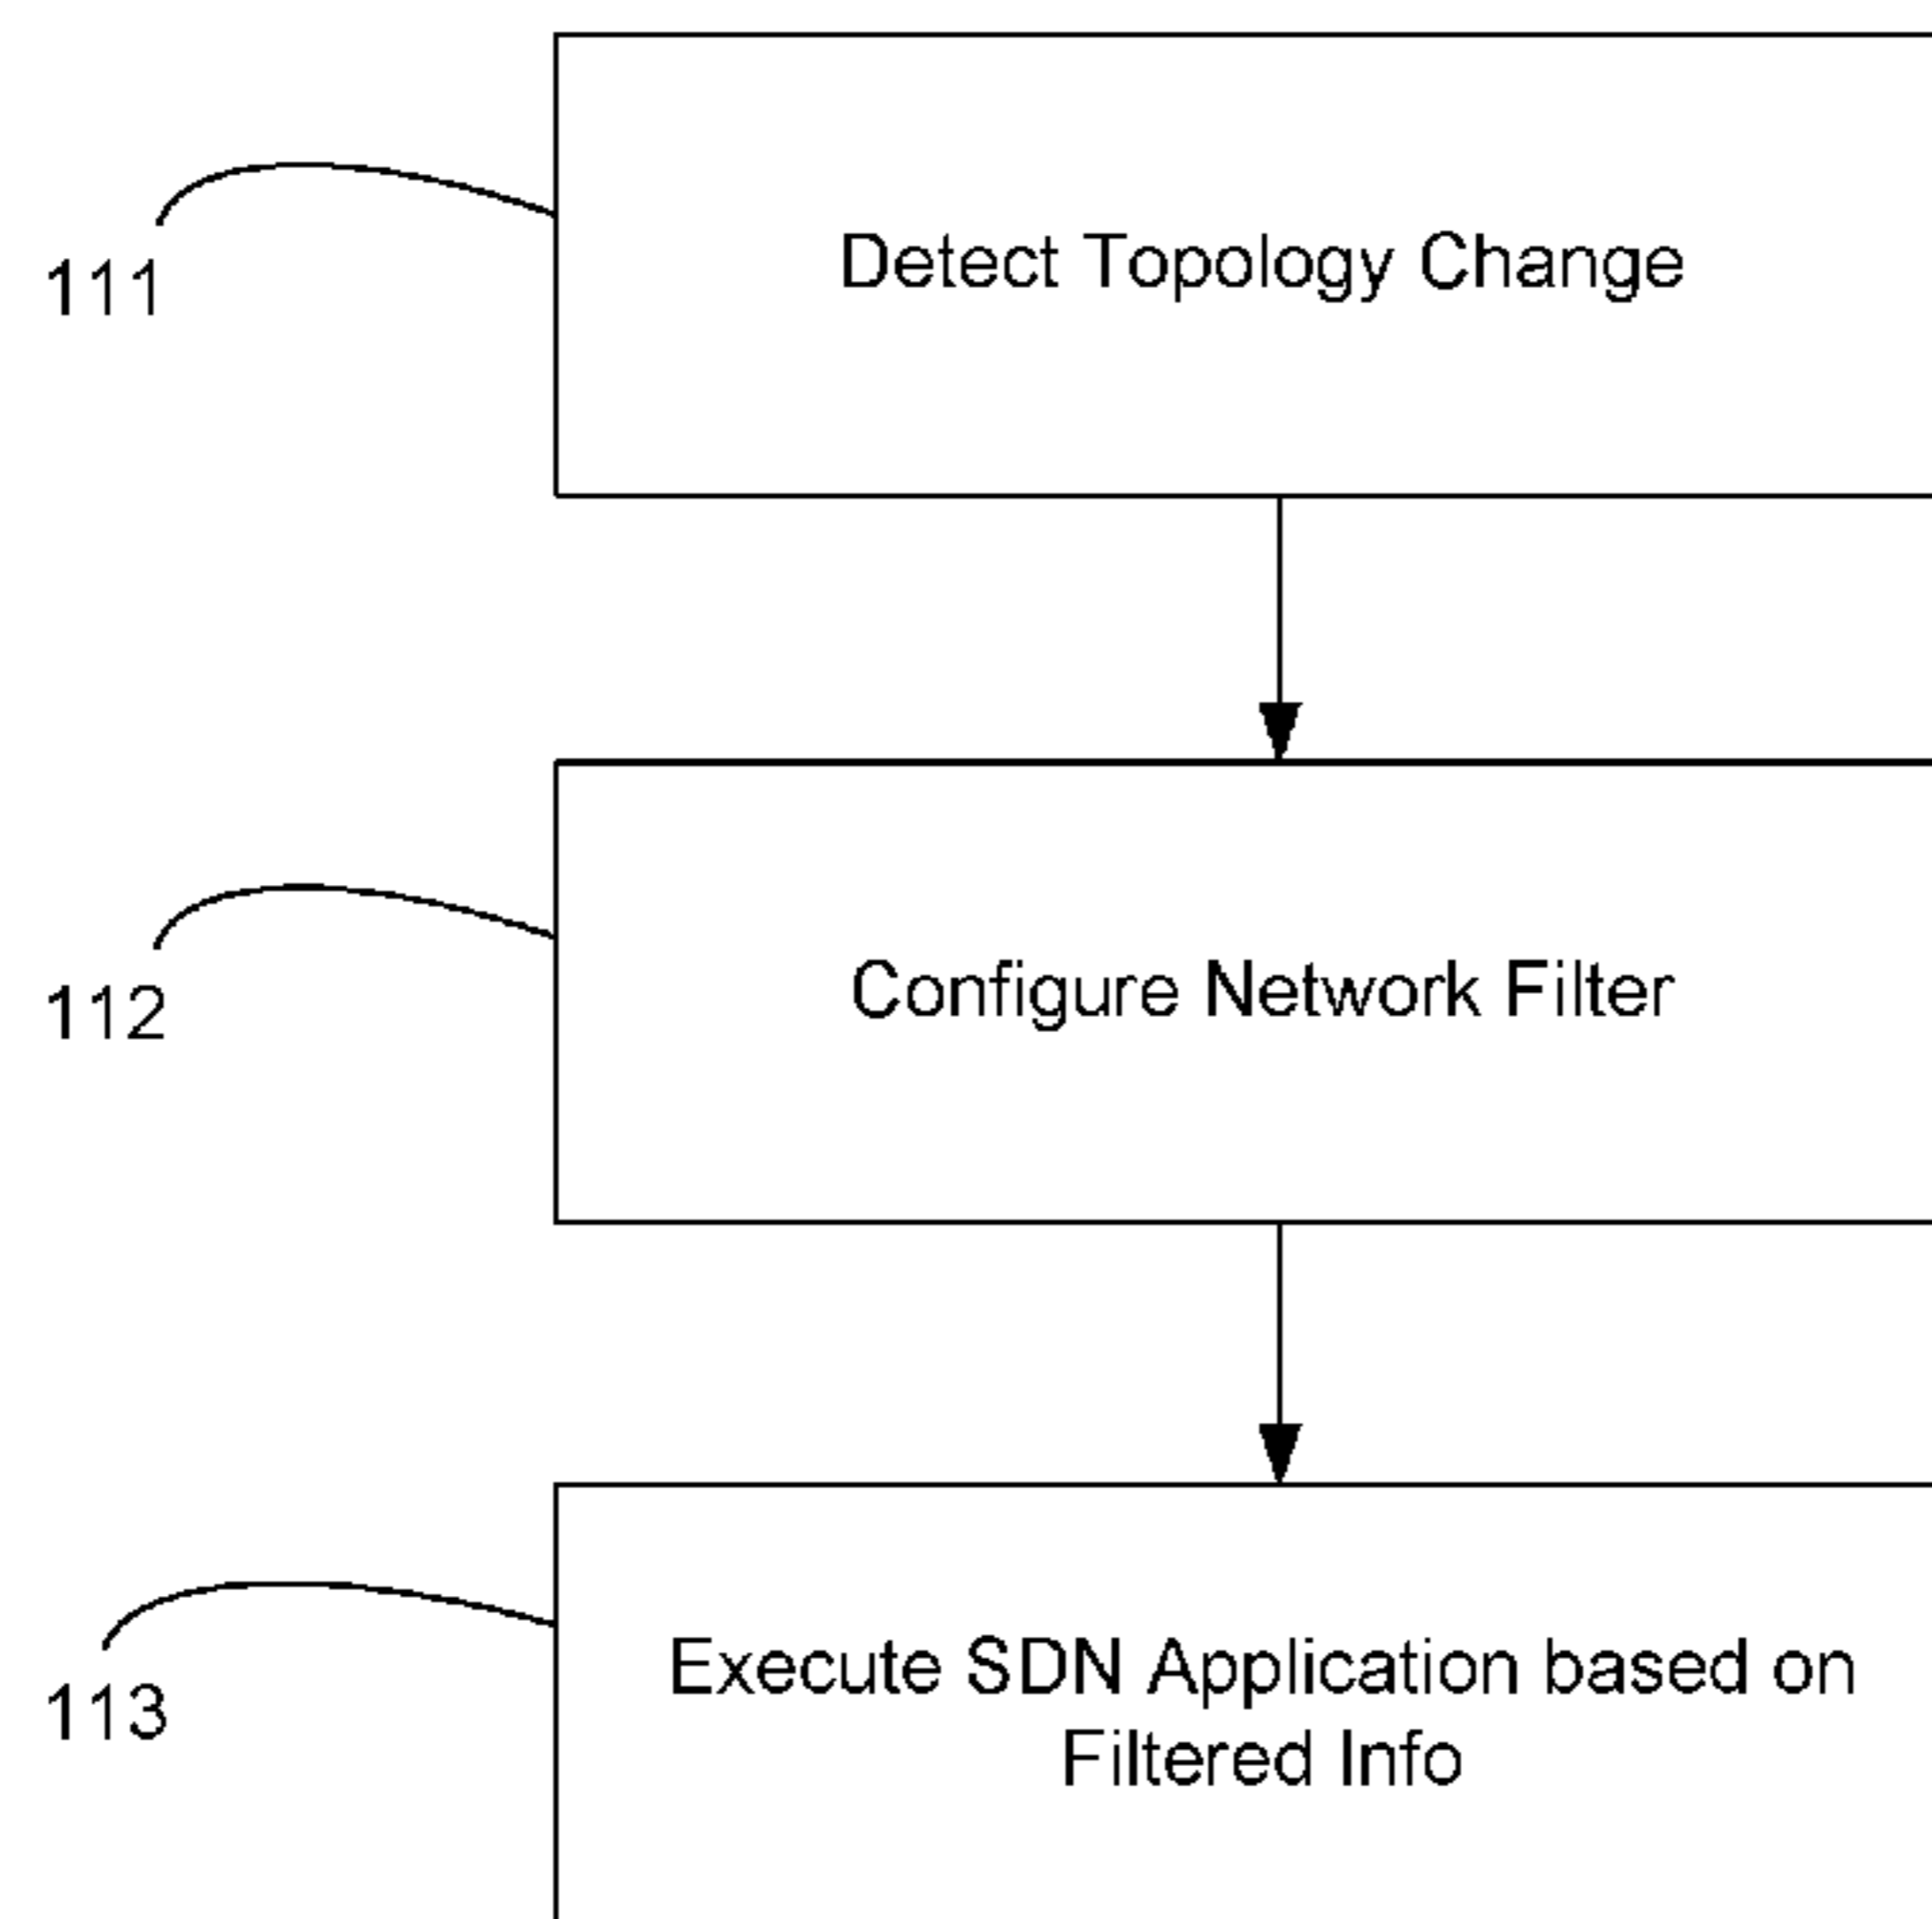 Detect Topology Change
111
Configure Network Filter
112
Execute SDN Application based on
Filtered Info
113